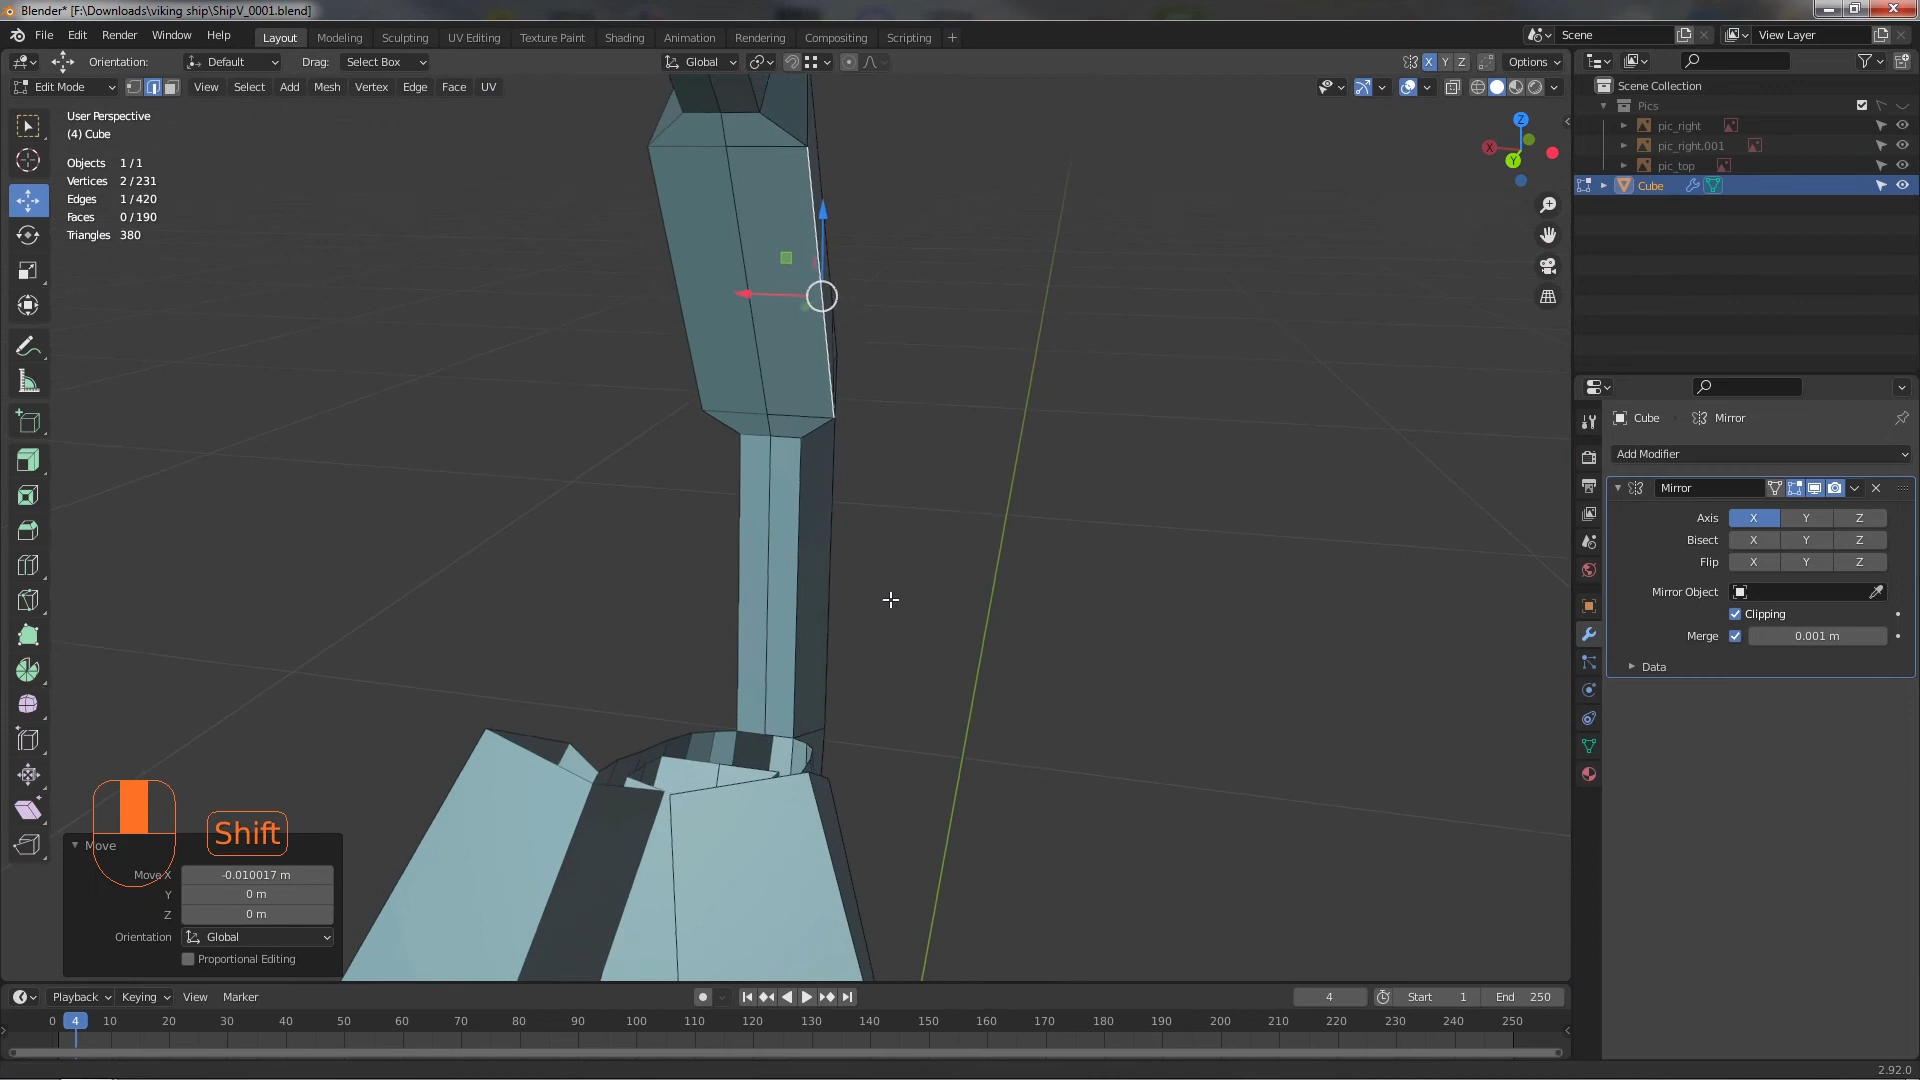 Blender* [F:\Downloads\viking ship\ShipV_0001.blend]
File Edit Render Window Help Layout Modeling Sculpting UV Editing Texture Paint Shading Animation Rendering Compositing Scripting + Scene View Layer
Orientation: Default Drag: Select Box Global X Y Z Options
Edit Mode View Select Add Mesh Vertex Edge Face UV
User Perspective
(4) Cube
Objects 1 / 1
Vertices 2 / 231
Edges 1 / 420
Faces 0 / 190
Triangles 380
Z
X
Y
Scene Collection
Pics
pic_right
pic_right.001
pic_top
Cube
Cube Mirror
Add Modifier
Mirror
Axis X Y Z
Bisect X Y Z
Flip X Y Z
Mirror Object
Clipping
Merge 0.001 m
Data
Shift
Move
Move X -0.010017 m
Y 0 m
Z 0 m
Orientation Global
Proportional Editing
Playback Keying View Marker 4 Start 1 End 250
0 4 10 20 30 40 50 60 70 80 90 100 110 120 130 140 150 160 170 180 190 200 210 220 230 240 250
2.92.0